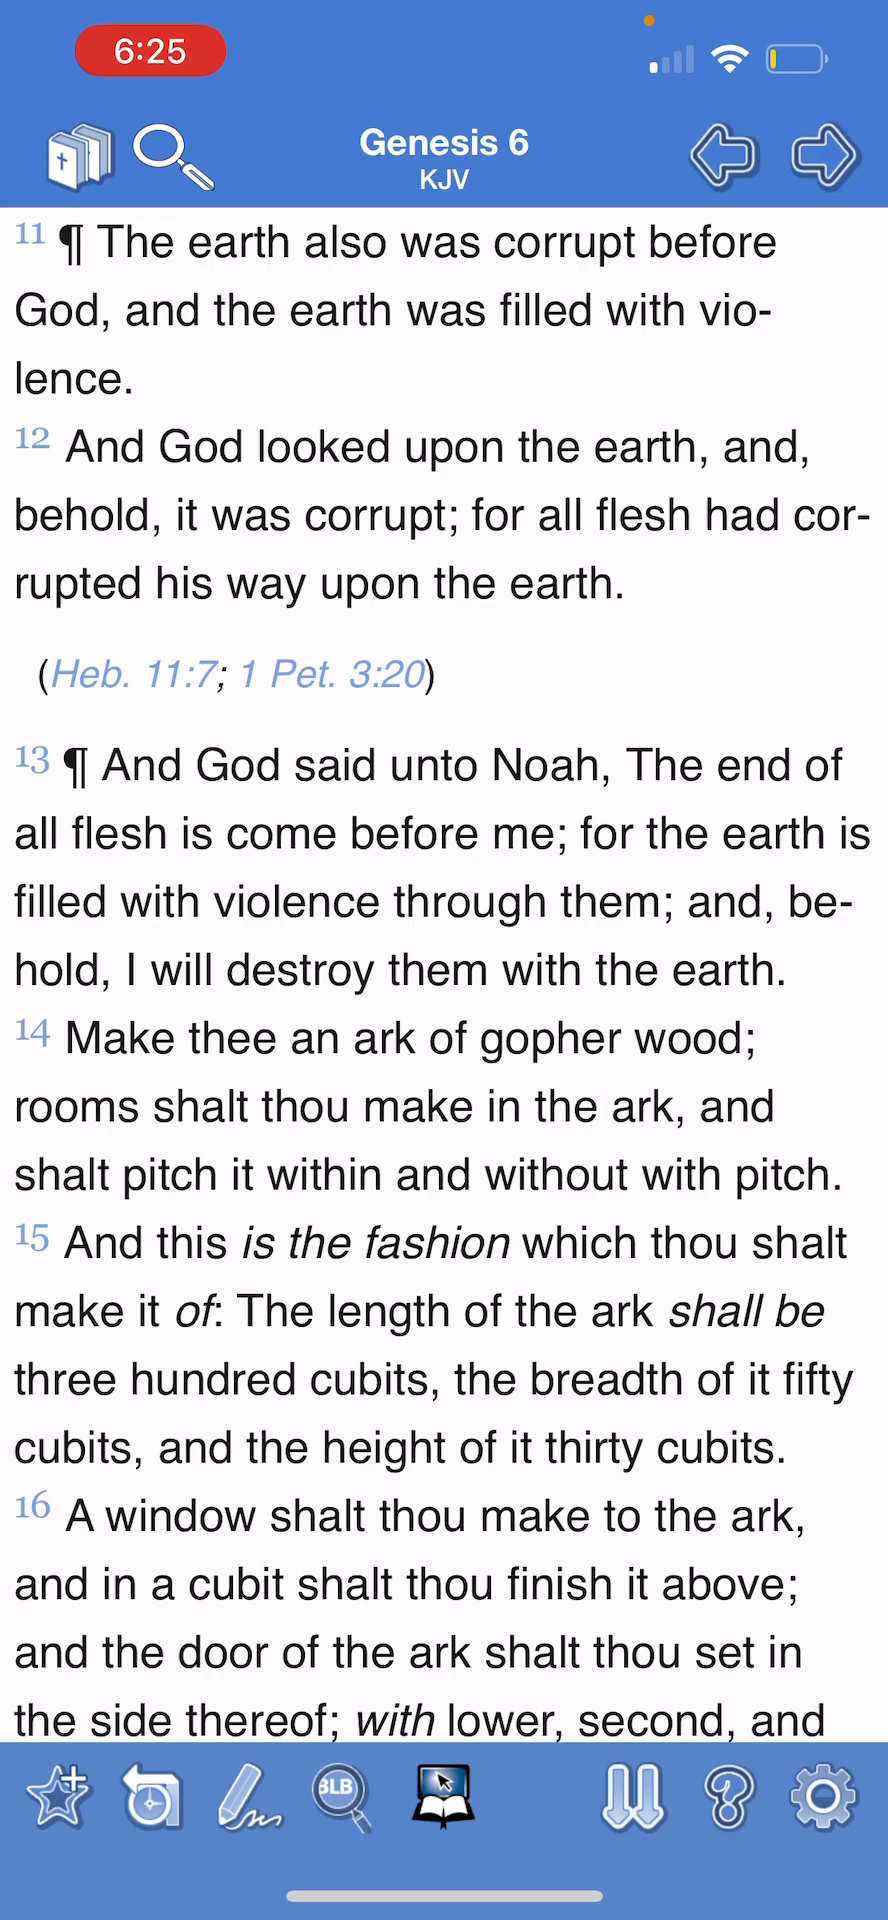 6:25
Genesis 6
KJV
11 ¶ The earth also was corrupt before
God, and the earth was filled with vio-
lence.
12 And God looked upon the earth, and,
behold, it was corrupt; for all flesh had cor-
rupted his way upon the earth.
(Heb. 11:7; 1 Pet. 3:20)
13 ¶ And God said unto Noah, The end of
all flesh is come before me; for the earth is
filled with violence through them; and, be-
hold, I will destroy them with the earth.
14 Make thee an ark of gopher wood;
rooms shalt thou make in the ark, and
shalt pitch it within and without with pitch.
15 And this is the fashion which thou shalt
make it of: The length of the ark shall be
three hundred cubits, the breadth of it fifty
cubits, and the height of it thirty cubits.
16 A window shalt thou make to the ark,
and in a cubit shalt thou finish it above;
and the door of the ark shalt thou set in
the side thereof; with lower, second, and
BLB